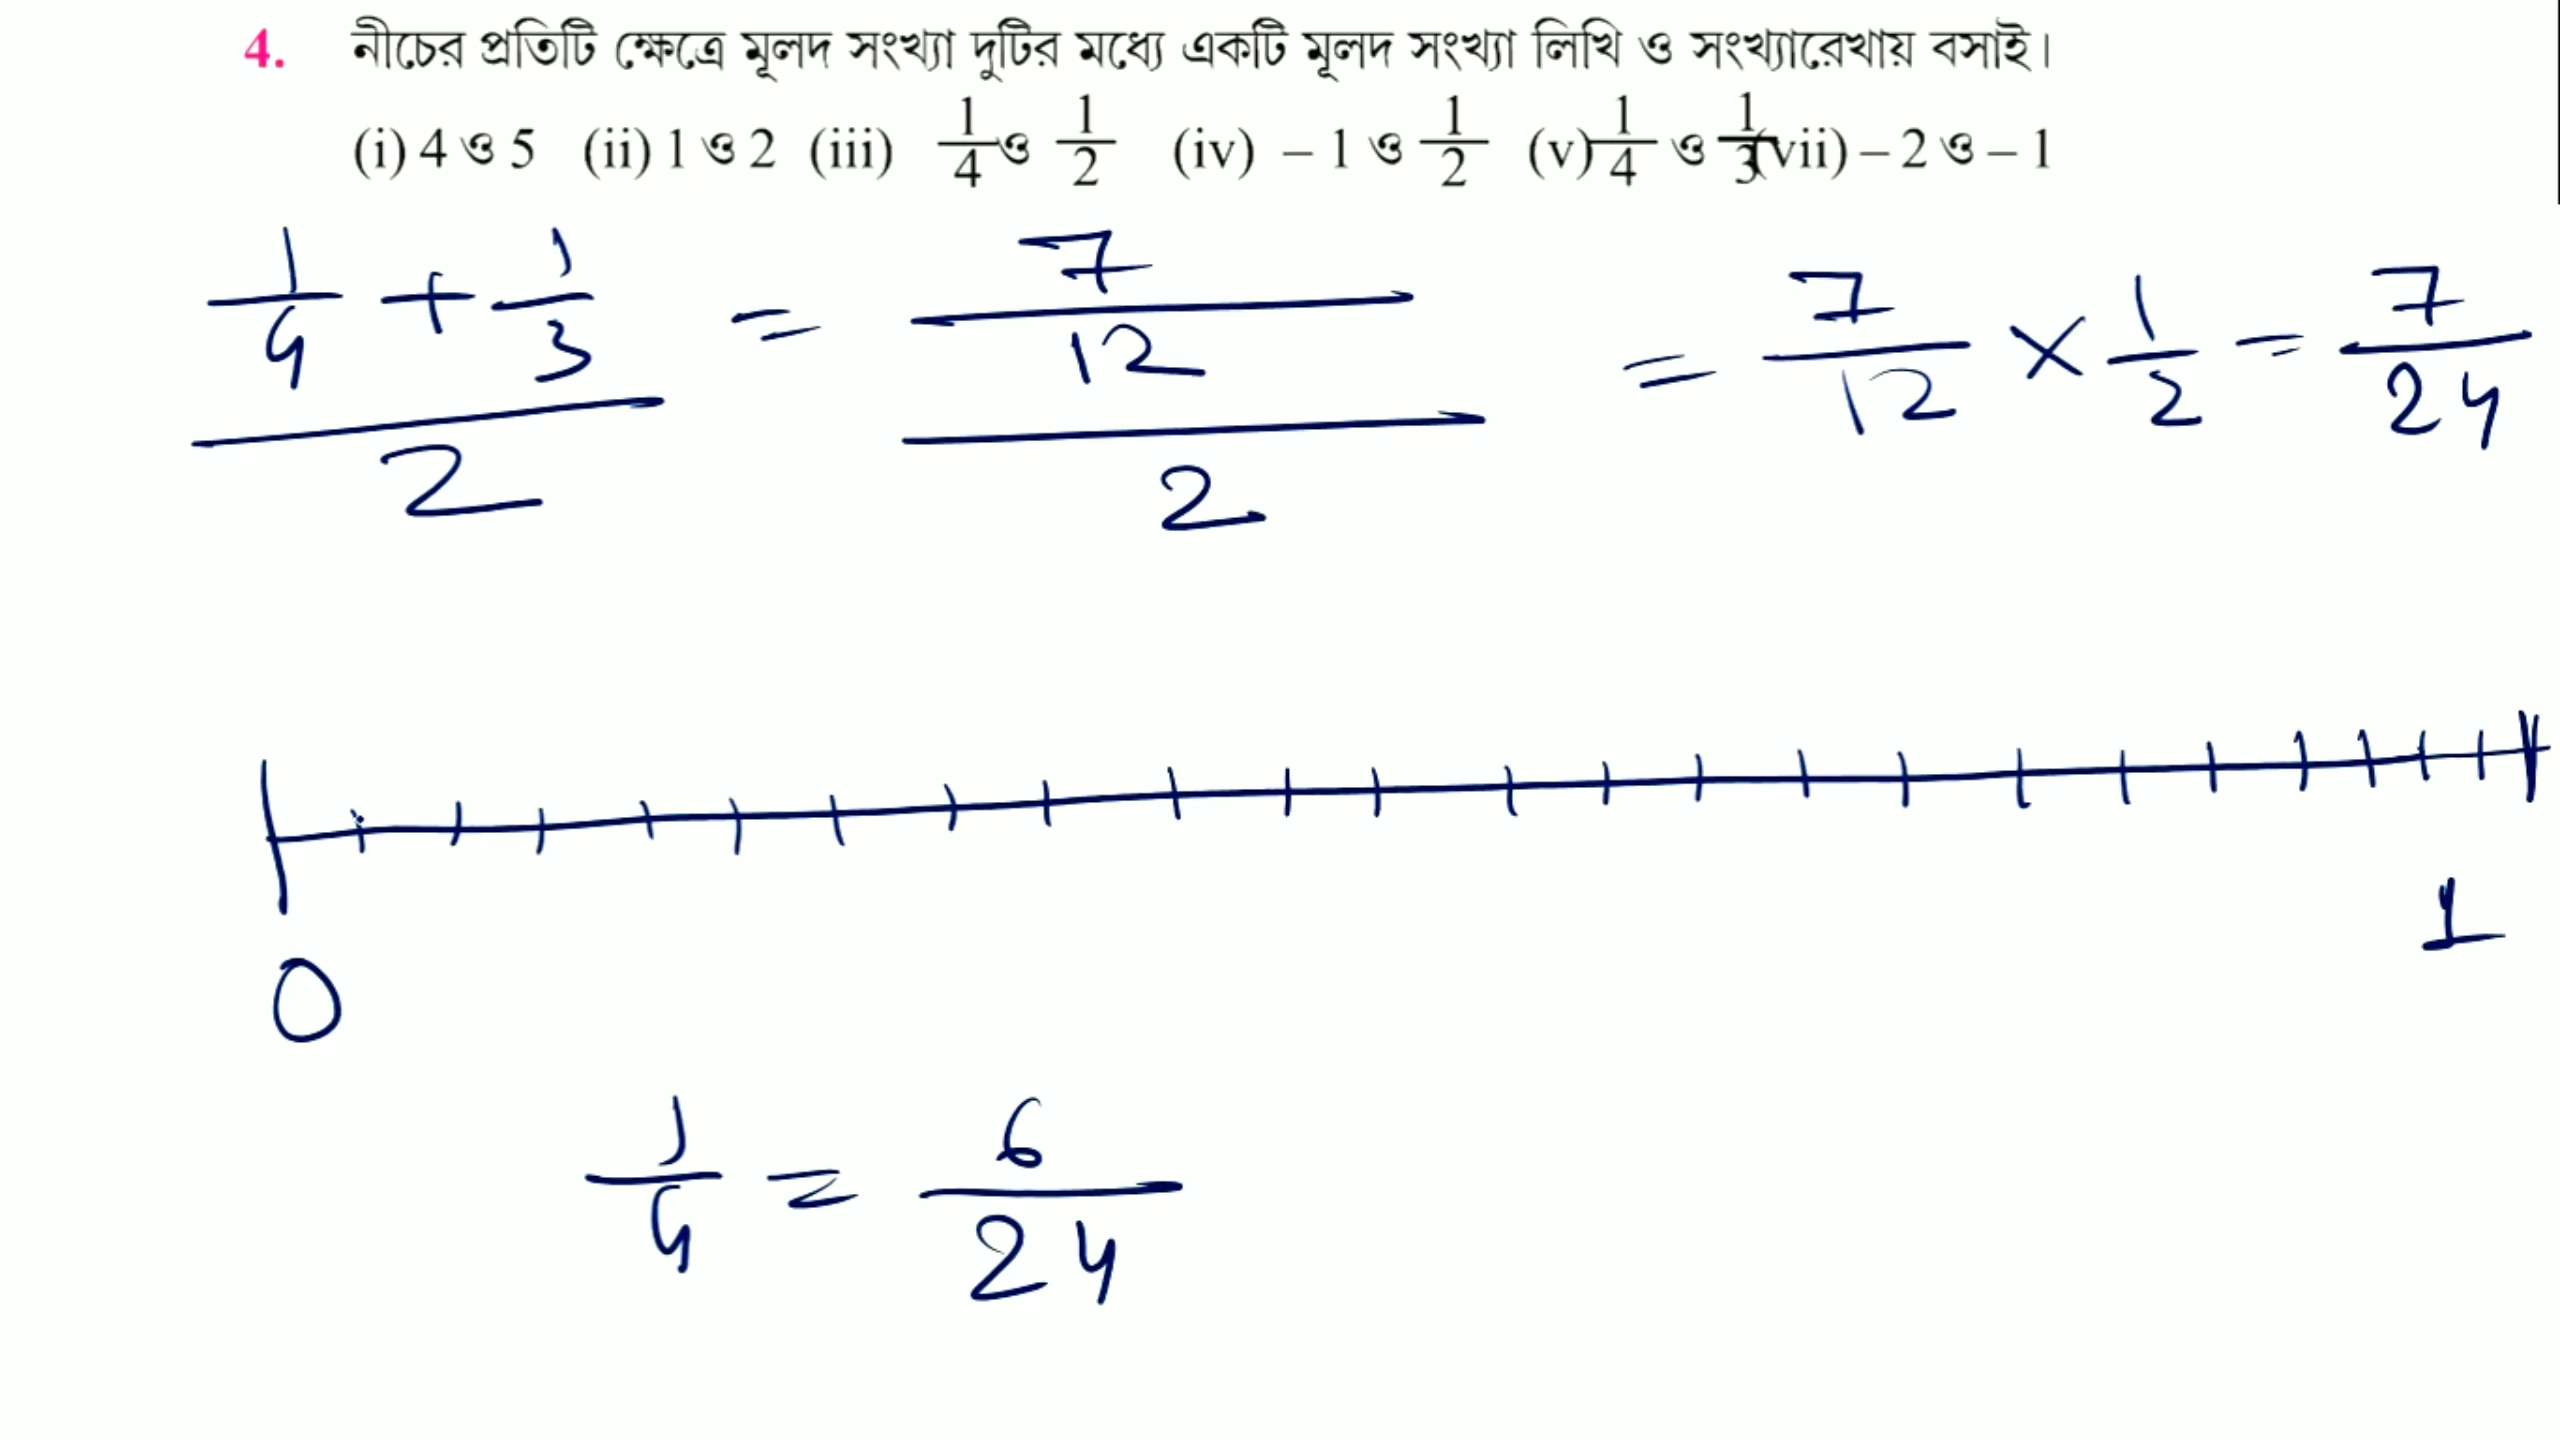 4. নীচের প্রতিটি ক্ষেত্রে মূলদ সংখ্যা দুটির মধ্যে একটি মূলদ সংখ্যা লিখি ও সংখ্যারেখায় বসাই।
(i) 4 ও 5 (ii) 1 ও 2 (iii) 1/4 ও 1/2 (iv) – 1 ও 1/2 (v) 1/4 ও 1/3 (vii) – 2 ও – 1
(1/4 + 1/3)/2 = (7/12)/2 = 7/12 × 1/2 = 7/24
0 1
1/4 = 6/24